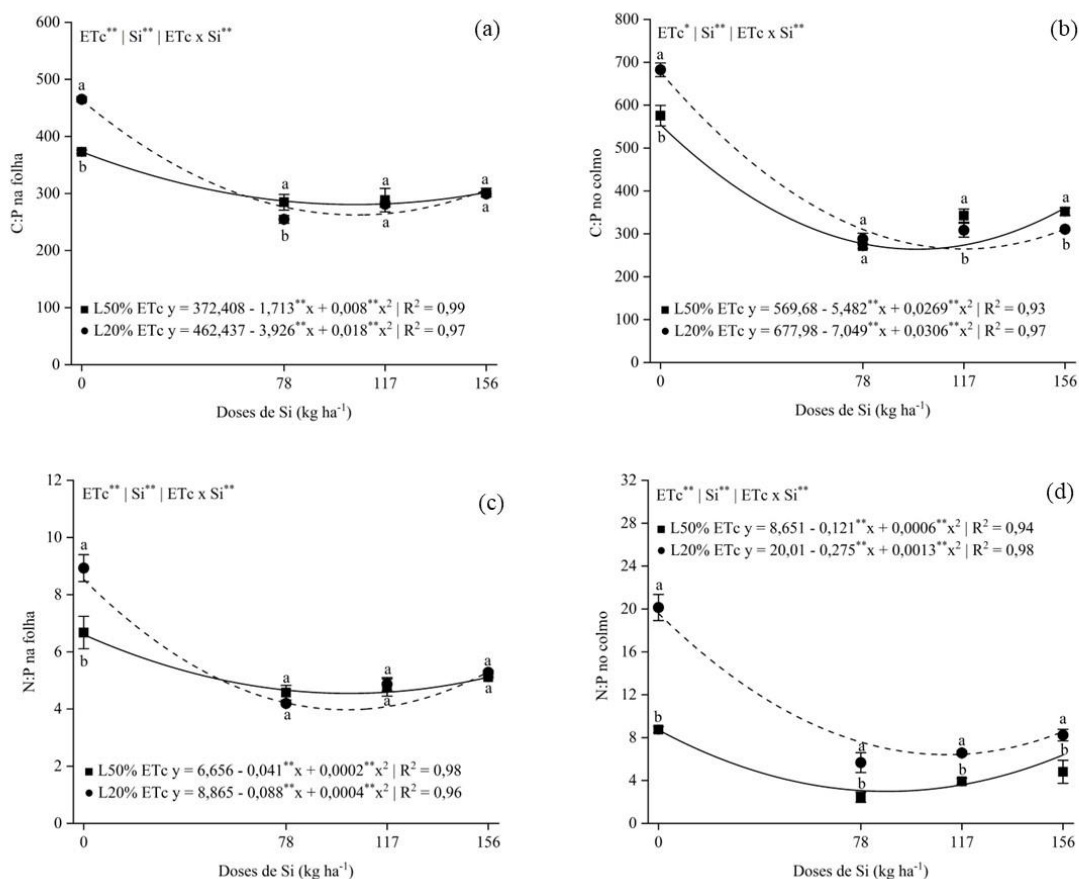 (a)
ETc** | Si** | ETc x Si**
C:P na folha
600
500
400
300
200
100
0
a
b
a
b
a
a
a
a
■ L50% ETc y = 372,408 - 1,713**x + 0,008**x² | R² = 0,99
● L20% ETc y = 462,437 - 3,926**x + 0,018**x² | R² = 0,97
0 78 117 156
Doses de Si (kg ha⁻¹)
(b)
ETc* | Si** | ETc x Si**
C:P no colmo
800
700
600
500
400
300
200
100
0
a
b
a
a
a
b
a
b
■ L50% ETc y = 569,68 - 5,482**x + 0,0269**x² | R² = 0,93
● L20% ETc y = 677,98 - 7,049**x + 0,0306**x² | R² = 0,97
0 78 117 156
Doses de Si (kg ha⁻¹)
(c)
ETc** | Si** | ETc x Si**
N:P na folha
12
10
8
6
4
2
0
a
b
a
a
a
a
a
a
■ L50% ETc y = 6,656 - 0,041**x + 0,0002**x² | R² = 0,98
● L20% ETc y = 8,865 - 0,088**x + 0,0004**x² | R² = 0,96
0 78 117 156
Doses de Si (kg ha⁻¹)
(d)
ETc** | Si** | ETc x Si**
■ L50% ETc y = 8,651 - 0,121**x + 0,0006**x² | R² = 0,94
● L20% ETc y = 20,01 - 0,275**x + 0,0013**x² | R² = 0,98
N:P no colmo
32
28
24
20
16
12
8
4
0
a
b
a
b
a
b
a
b
0 78 117 156
Doses de Si (kg ha⁻¹)